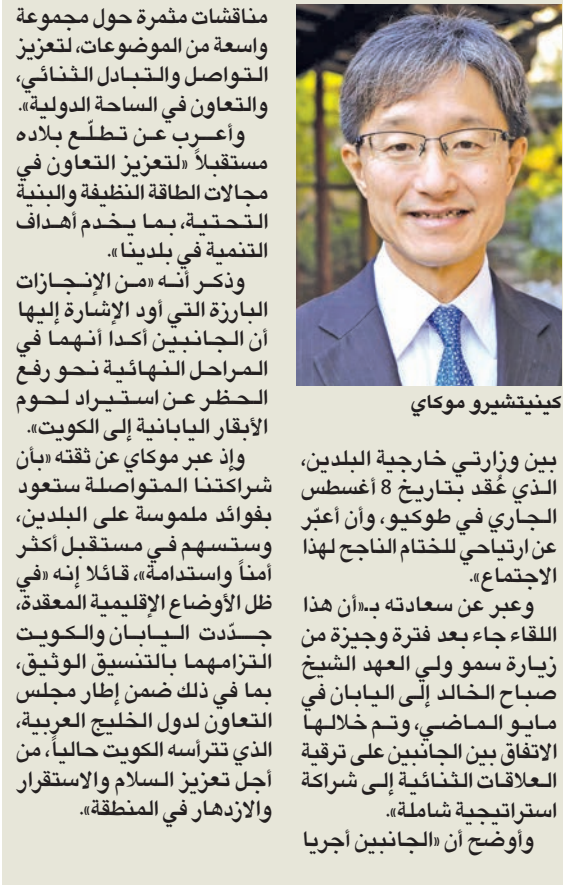 كينيتشيرو موكاي
بين وزارتي خارجية البلدين،
الذي عُقد بتاريخ 8 أغسطس
الجاري في طوكيو، وأن أعبّر
عن ارتياحي للختام الناجح لهذا
الاجتماع».
وعبر عن سعادته بـ«أن هذا
اللقاء جاء بعد فترة وجيزة من
زيارة سمو ولي العهد الشيخ
صباح الخالد إلى اليابان في
مايو الماضي، وتم خلالها
الاتفاق بين الجانبين على ترقية
العلاقات الثنائية إلى شراكة
استراتيجية شاملة».
وأوضح أن «الجانبين أجريا
مناقشات مثمرة حول مجموعة
واسعة من الموضوعات، لتعزيز
التواصل والتبادل الثنائي،
والتعاون في الساحة الدولية».
وأعرب عن تطلّع بلاده
مستقبلاً «لتعزيز التعاون في
مجالات الطاقة النظيفة والبنية
التحتية، بما يخدم أهداف
التنمية في بلدينا».
وذكر أنه «من الإنجازات
البارزة التي أود الإشارة إليها
أن الجانبين أكدا أنهما في
المراحل النهائية نحو رفع
الحظر عن استيراد لحوم
الأبقار اليابانية إلى الكويت».
وإذ عبر موكاي عن ثقته «بأن
شراكتنا المتواصلة ستعود
بفوائد ملموسة على البلدين،
وستسهم في مستقبل أكثر
أمناً واستدامة»، قائلا إنه «في
ظل الأوضاع الإقليمية المعقدة،
جدّدت اليابان والكويت
التزامهما بالتنسيق الوثيق،
بما في ذلك ضمن إطار مجلس
التعاون لدول الخليج العربية،
الذي تترأسه الكويت حالياً، من
أجل تعزيز السلام والاستقرار
والازدهار في المنطقة».